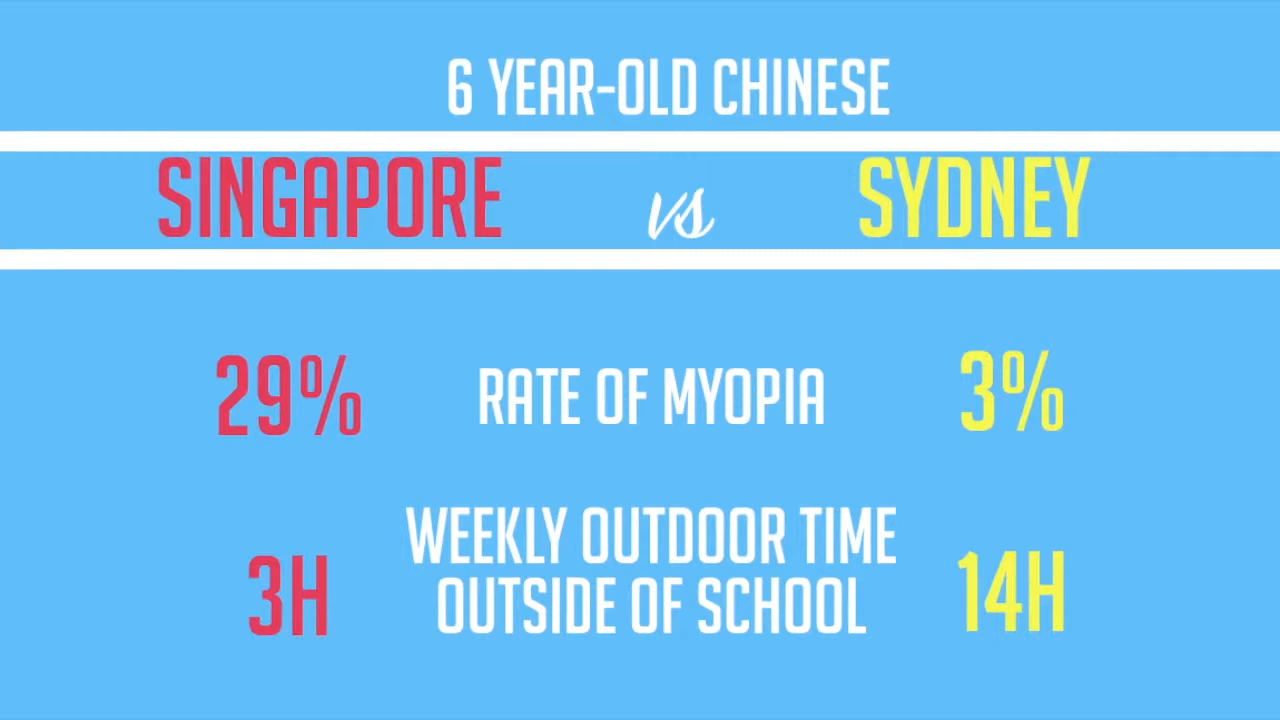 6 YEAR-OLD CHINESE
SINGAPORE vs SYDNEY
29% RATE OF MYOPIA 3%
WEEKLY OUTDOOR TIME
3H OUTSIDE OF SCHOOL 14H